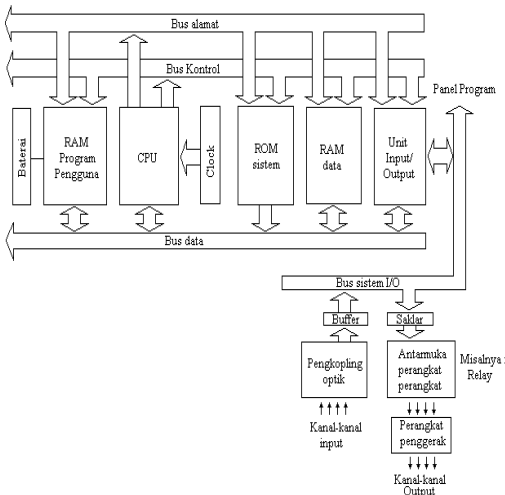 Bus alamat
Bus Kontrol
Panel Program
Baterai
RAM
Program
Pengguna
CPU
Clock
ROM
sistem
RAM
data
Unit
Input/
Output
Bus data
Bus sistem I/O
Buffer
Saklar
Pengkopling
optik
Antarmuka
perangkat
perangkat
Misalnya :
Relay
Kanal-kanal
input
Perangkat
penggerak
Kanal-kanal
Output